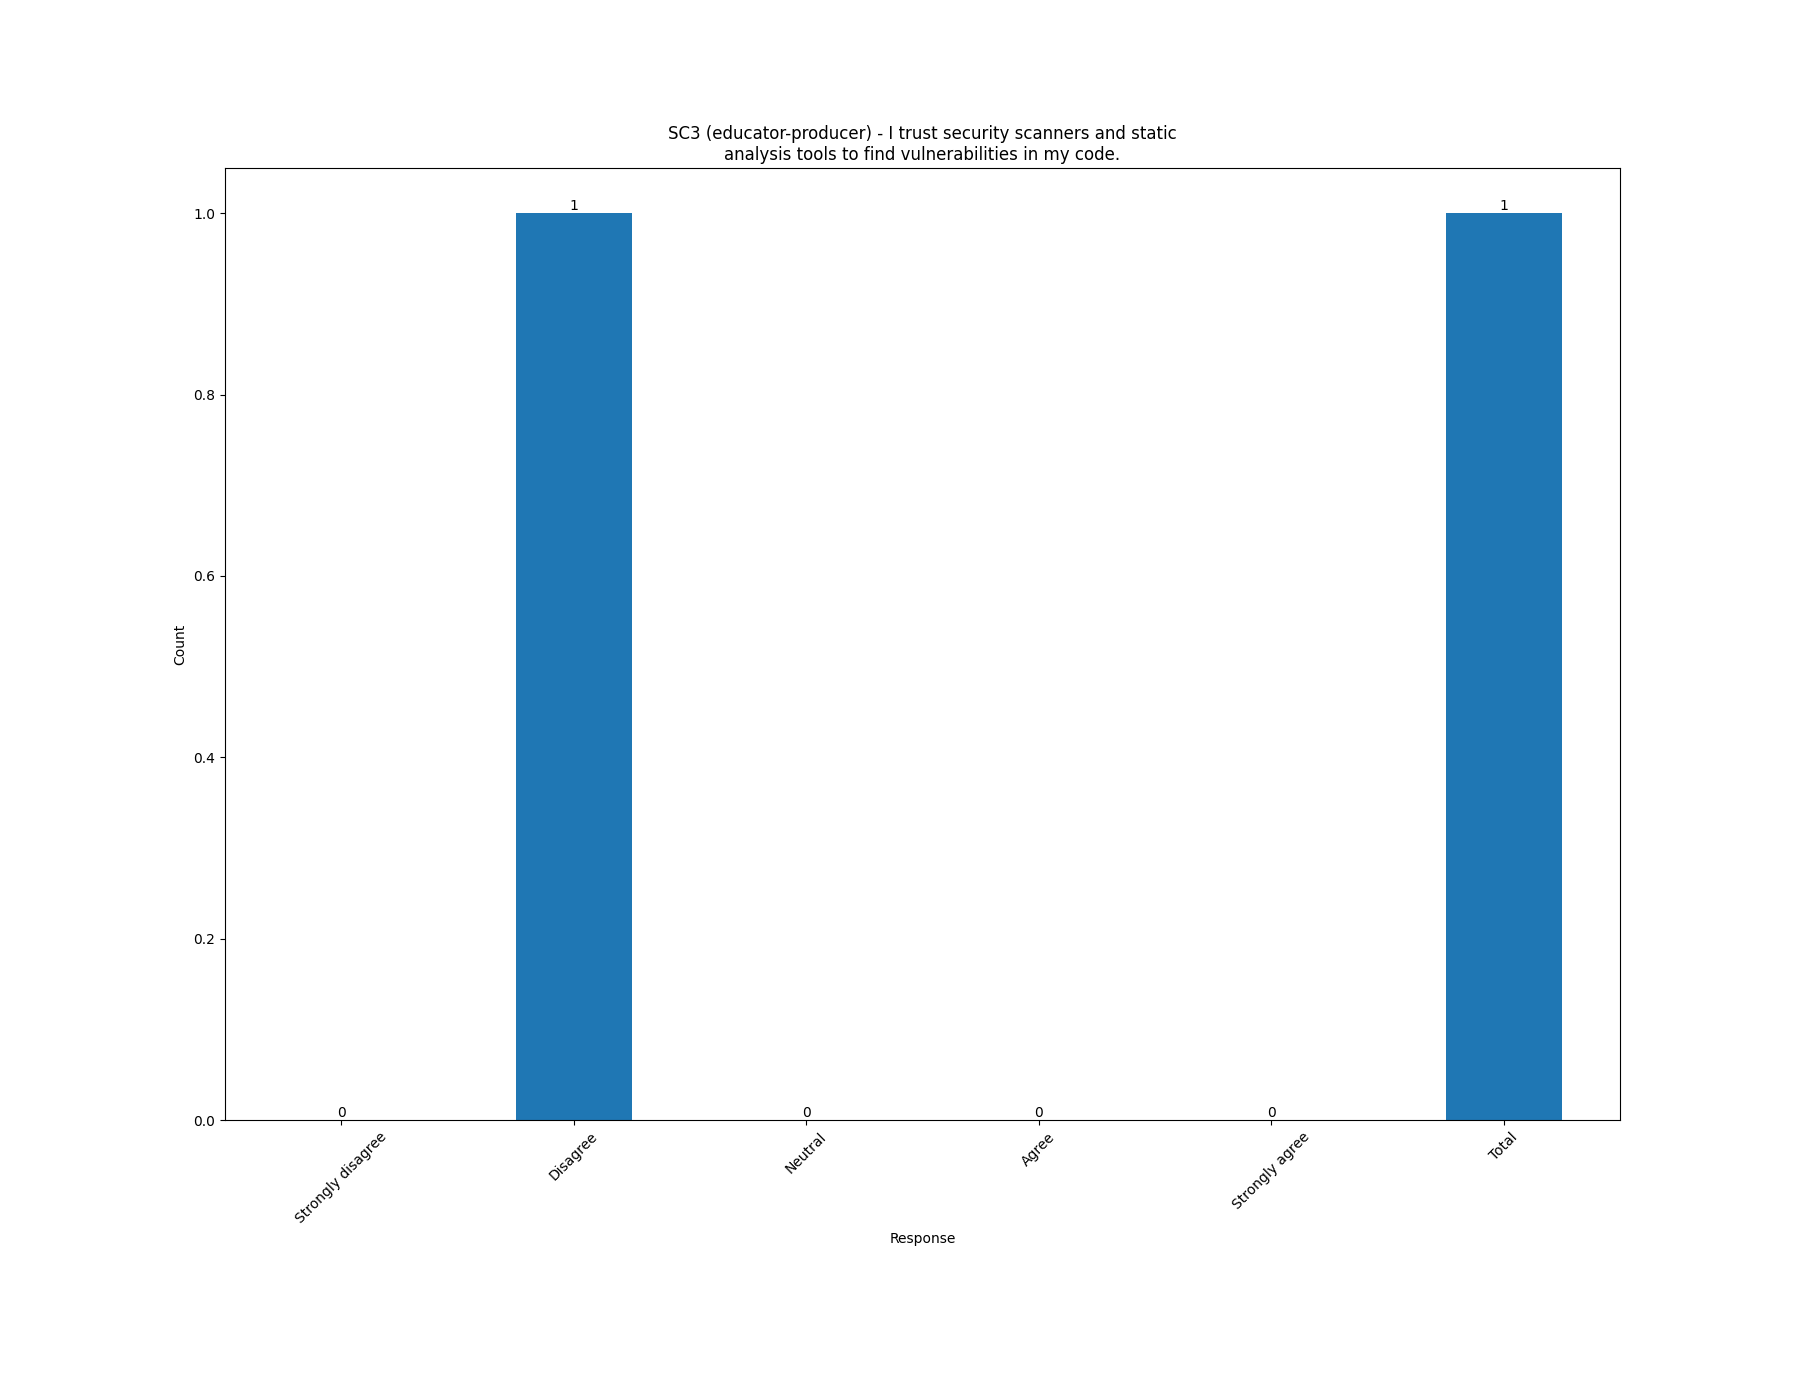 SC3 (educator-producer) - I trust security scanners and static
analysis tools to find vulnerabilities in my code.
1.0
0.8
0.6
0.4
0.2
0.0
Count
0
1
0
0
0
1
Strongly disagree
Disagree
Neutral
Agree
Strongly agree
Total
Response